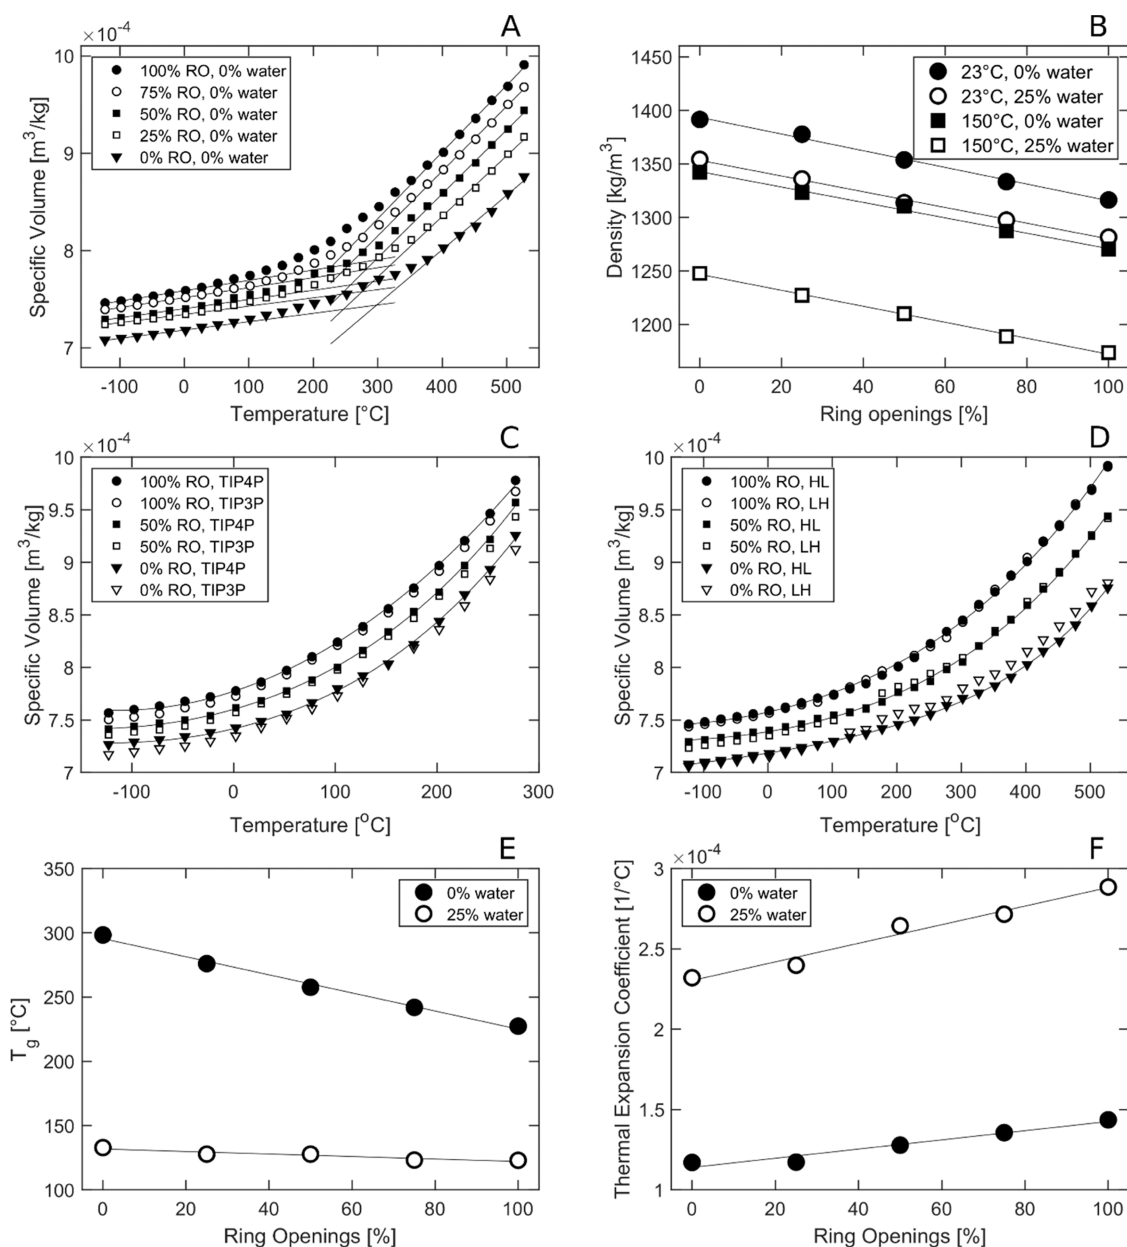 A
×10⁻⁴
10
9
8
7
Specific Volume [m³/kg]
100% RO, 0% water
75% RO, 0% water
50% RO, 0% water
25% RO, 0% water
0% RO, 0% water
-100 0 100 200 300 400 500
Temperature [°C]
B
1450
1400
1350
1300
1250
1200
Density [kg/m³]
23°C, 0% water
23°C, 25% water
150°C, 0% water
150°C, 25% water
0 20 40 60 80 100
Ring openings [%]
C
×10⁻⁴
10
9.5
9
8.5
8
7.5
7
Specific Volume [m³/kg]
100% RO, TIP4P
100% RO, TIP3P
50% RO, TIP4P
50% RO, TIP3P
0% RO, TIP4P
0% RO, TIP3P
-100 0 100 200 300
Temperature [°C]
D
×10⁻⁴
10
9.5
9
8.5
8
7.5
7
Specific Volume [m³/kg]
100% RO, HL
100% RO, LH
50% RO, HL
50% RO, LH
0% RO, HL
0% RO, LH
-100 0 100 200 300 400 500
Temperature [°C]
E
350
300
250
200
150
100
Tg [°C]
0% water
25% water
0 20 40 60 80 100
Ring Openings [%]
F
×10⁻⁴
3
2.5
2
1.5
1
Thermal Expansion Coefficient [1/°C]
0% water
25% water
0 20 40 60 80 100
Ring Openings [%]